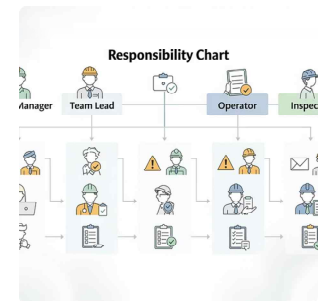 Responsibility Chart
Manager
Team Lead
Operator
Inspec